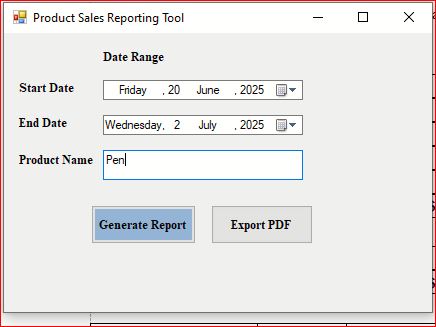 Product Sales Reporting Tool
Date Range
Start Date Friday , 20 June , 2025
End Date Wednesday, 2 July , 2025
Product Name Pen
Generate Report Export PDF